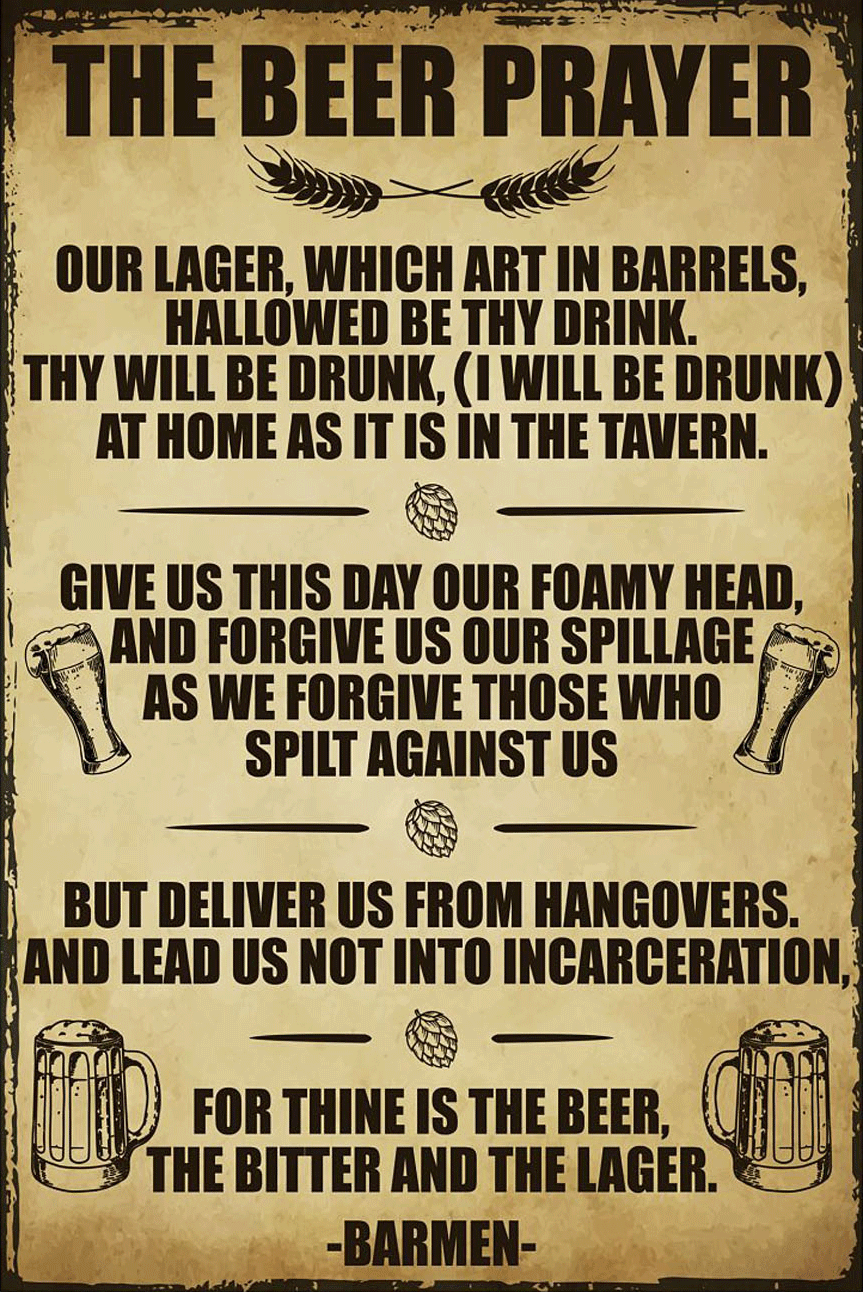 THE BEER PRAYER
OUR LAGER, WHICH ART IN BARRELS,
HALLOWED BE THY DRINK.
THY WILL BE DRUNK, (I WILL BE DRUNK)
AT HOME AS IT IS IN THE TAVERN.
GIVE US THIS DAY OUR FOAMY HEAD,
AND FORGIVE US OUR SPILLAGE
AS WE FORGIVE THOSE WHO
SPILT AGAINST US
BUT DELIVER US FROM HANGOVERS.
AND LEAD US NOT INTO INCARCERATION,
FOR THINE IS THE BEER,
THE BITTER AND THE LAGER.
-BARMEN-